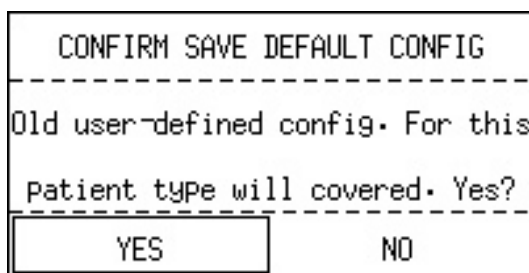 CONFIRM SAVE DEFAULT CONFIG
Old user-defined config. For this
patient type will covered. Yes?
YES NO